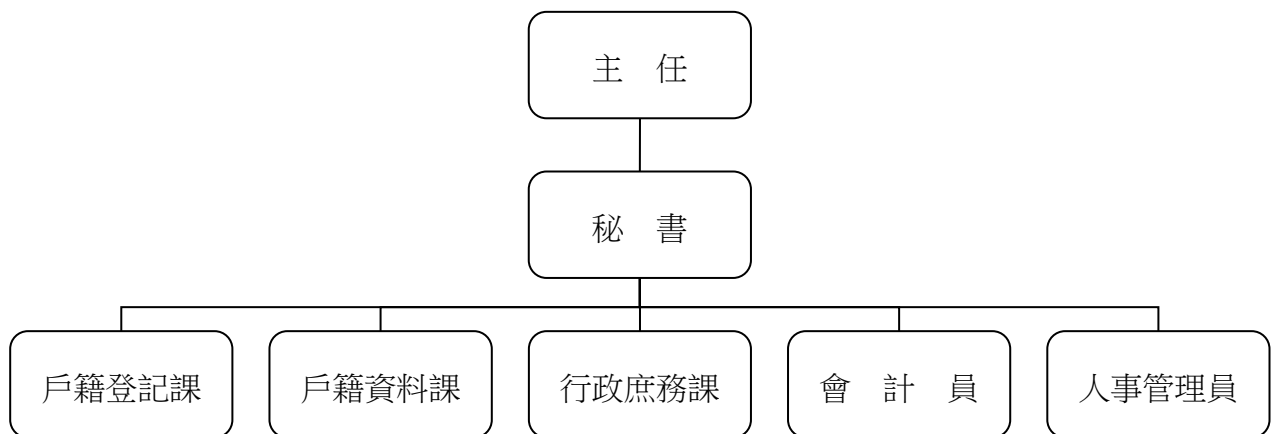 主　任
秘　書
戶籍登記課
戶籍資料課
行政庶務課
會　計　員
人事管理員